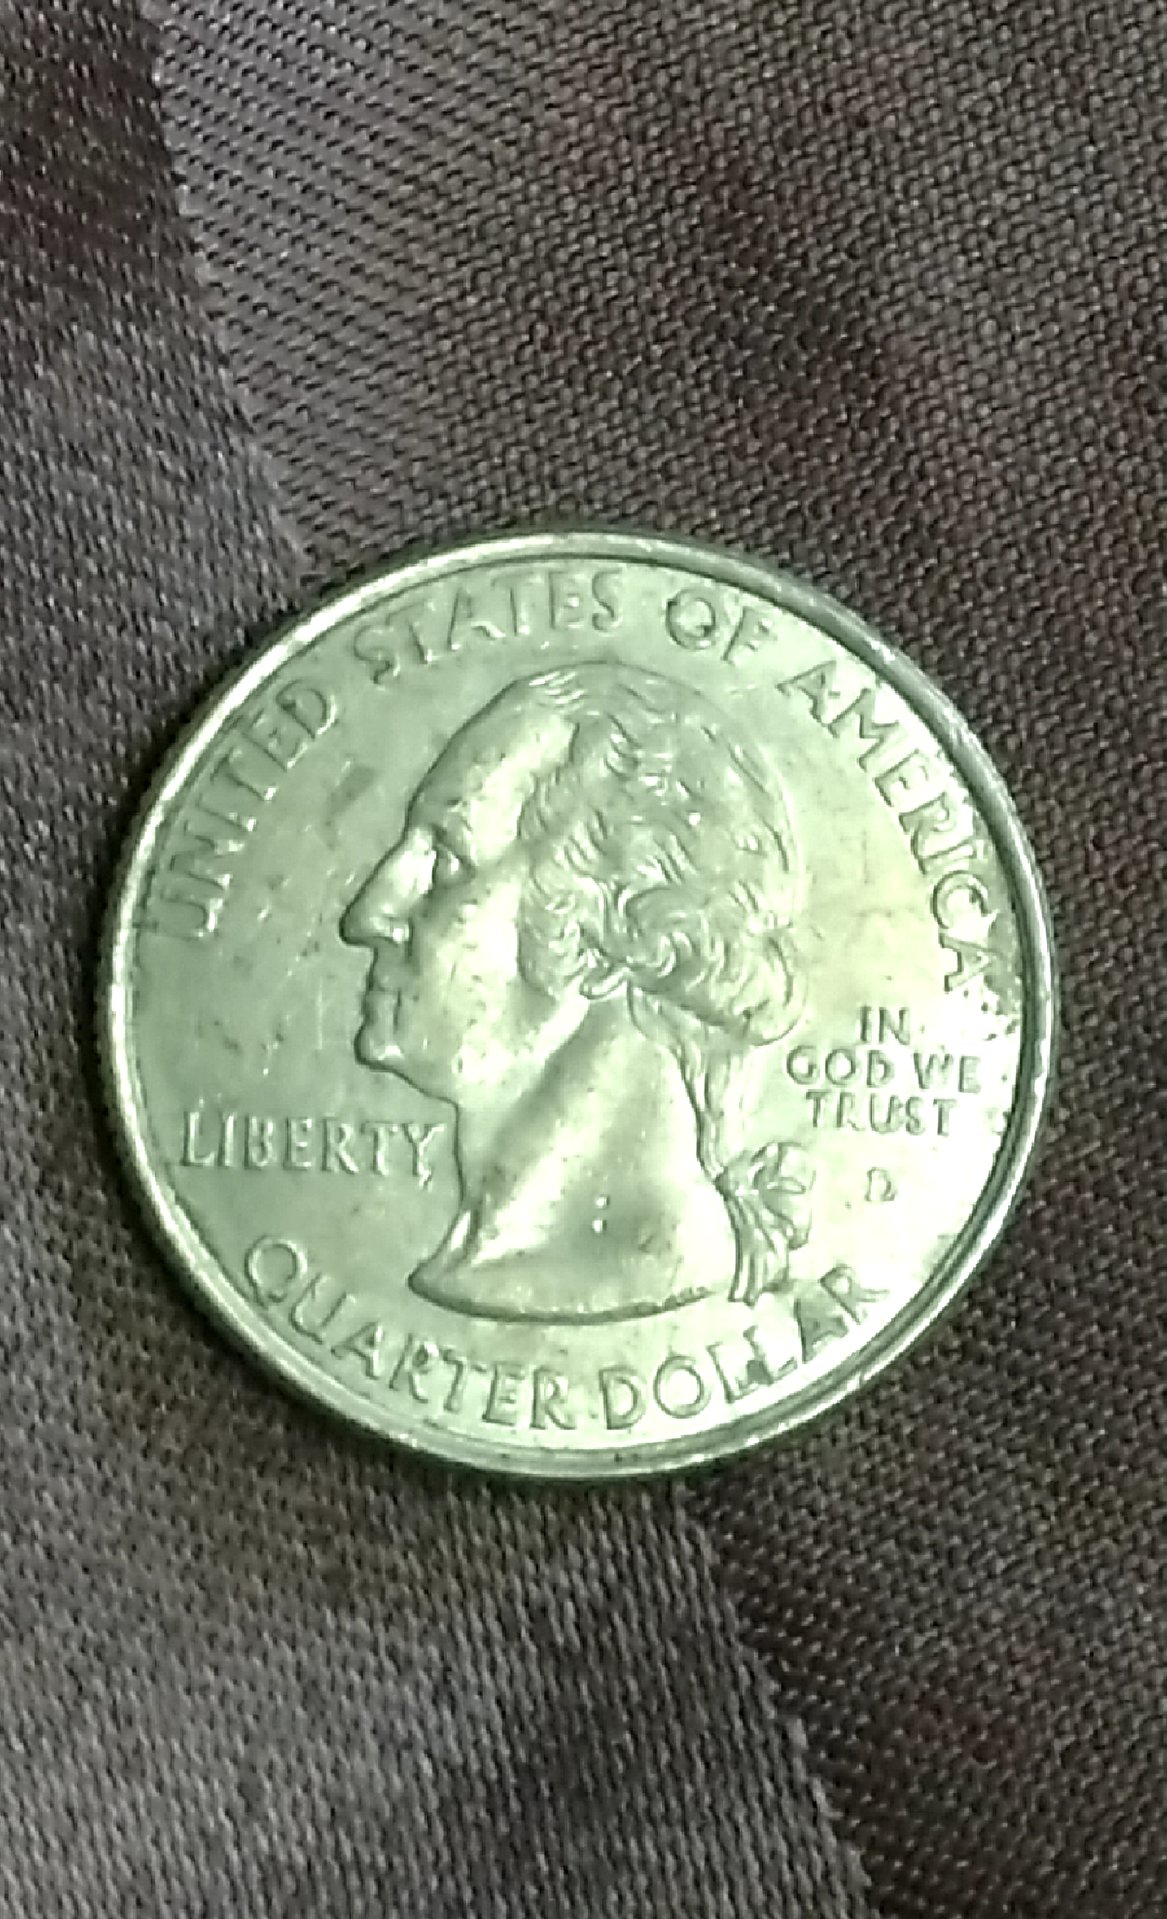 UNITED STATES OF AMERICA
LIBERTY
IN
GOD WE
TRUST
D
QUARTER DOLLAR